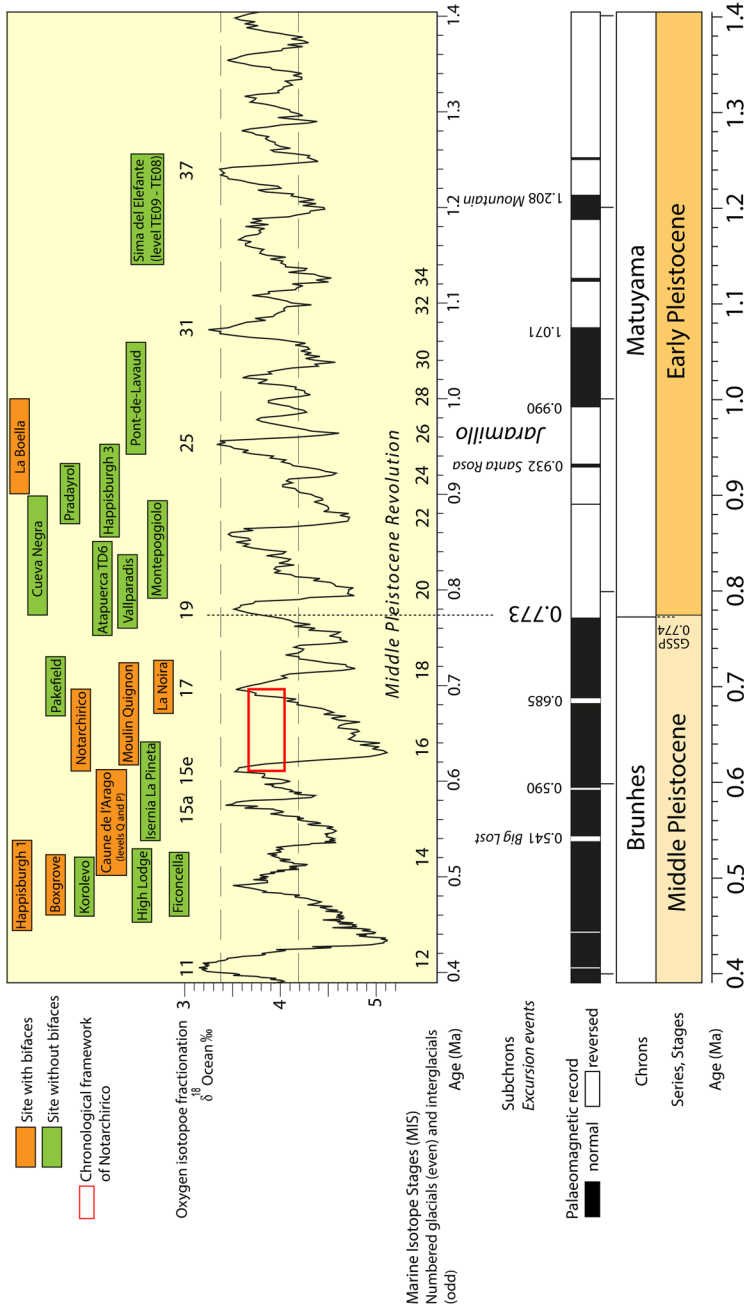 Site with bifaces
Site without bifaces
Chronological framework
of Notarchirico
Happisburgh 1
Boxgrove
Korolevo
Caune de l'Arago
(levels Q and P)
High Lodge
Ficoncella
Isernia La Pineta
Notarchirico
Pakefield
Moulin Quignon
La Noira
Cueva Negra
La Boella
Pradayrol
Atapuerca TD6
Happisburgh 3
Vallparadis
Montepoggiolo
Pont-de-Lavaud
Sima del Elefante
(level TE09 - TE08)
Oxygen isotopoe fractionation
δ18 Ocean ‰
3
4
5
11
15a
15e
17
19
25
31
37
Middle Pleistocene Revolution
Marine Isotope Stages (MIS)
Numbered glacials (even) and interglacials
(odd)
12
14
16
18
20
22
24
26
28
30
32
34
Age (Ma)
0.4
0.5
0.6
0.7
0.8
0.9
1.0
1.1
1.2
1.3
1.4
Subchrons
Excursion events
0.541 Big Lost
0.590
0.685
0.773
0.932 Santa Rosa
Jaramillo
0.990
1.071
1.208 Mountain
Palaeomagnetic record
normal
reversed
Chrons
Brunhes
Matuyama
Series, Stages
Middle Pleistocene
GSSP
0.774
Early Pleistocene
Age (Ma)
0.4
0.5
0.6
0.7
0.8
0.9
1.0
1.1
1.2
1.3
1.4